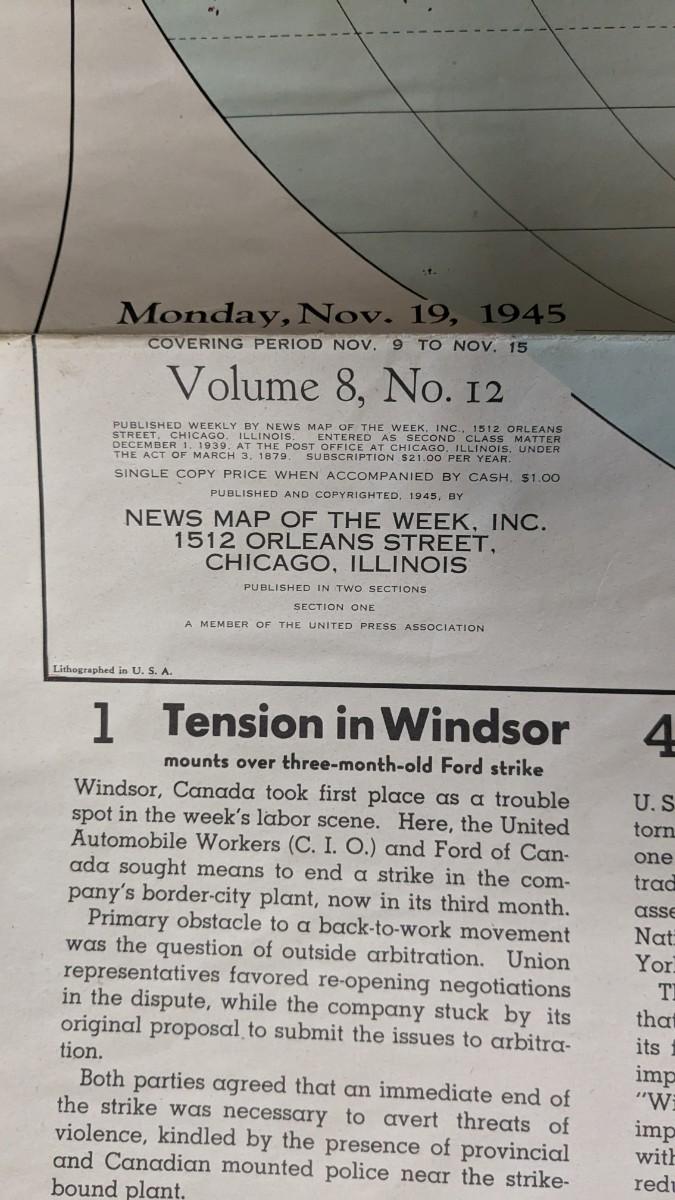 Monday, Nov. 19, 1945
COVERING PERIOD NOV. 9 TO NOV. 15
Volume 8, No. 12
PUBLISHED WEEKLY BY NEWS MAP OF THE WEEK, INC., 1512 ORLEANS
STREET, CHICAGO, ILLINOIS. ENTERED AS SECOND CLASS MATTER
DECEMBER 1, 1939, AT THE POST OFFICE AT CHICAGO, ILLINOIS, UNDER
THE ACT OF MARCH 3, 1879. SUBSCRIPTION $21.00 PER YEAR.
SINGLE COPY PRICE WHEN ACCOMPANIED BY CASH, $1.00
PUBLISHED AND COPYRIGHTED, 1945, BY
NEWS MAP OF THE WEEK, INC.
1512 ORLEANS STREET,
CHICAGO, ILLINOIS
PUBLISHED IN TWO SECTIONS
SECTION ONE
A MEMBER OF THE UNITED PRESS ASSOCIATION
Lithographed in U. S. A.
1 Tension in Windsor
mounts over three-month-old Ford strike
Windsor, Canada took first place as a trouble
spot in the week's labor scene. Here, the United
Automobile Workers (C. I. O.) and Ford of Can-
ada sought means to end a strike in the com-
pany's border-city plant, now in its third month.
Primary obstacle to a back-to-work movement
was the question of outside arbitration. Union
representatives favored re-opening negotiations
in the dispute, while the company stuck by its
original proposal to submit the issues to arbitra-
tion.
Both parties agreed that an immediate end of
the strike was necessary to avert threats of
violence, kindled by the presence of provincial
and Canadian mounted police near the strike-
bound plant.
4
U. S
torn
one
trad
asse
Nati
Yor
Th
that
its f
imp
"Wi
imp
with
redu